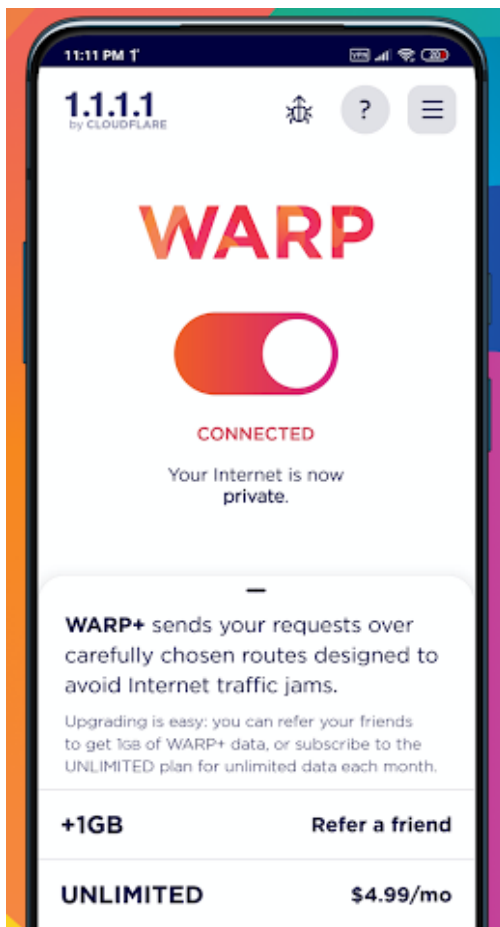 11:11 PM
VPN 20
1.1.1.1
by CLOUDFLARE
?
WARP
CONNECTED
Your Internet is now
private.
WARP+ sends your requests over
carefully chosen routes designed to
avoid Internet traffic jams.
Upgrading is easy: you can refer your friends
to get 1GB of WARP+ data, or subscribe to the
UNLIMITED plan for unlimited data each month.
+1GB Refer a friend
UNLIMITED $4.99/mo